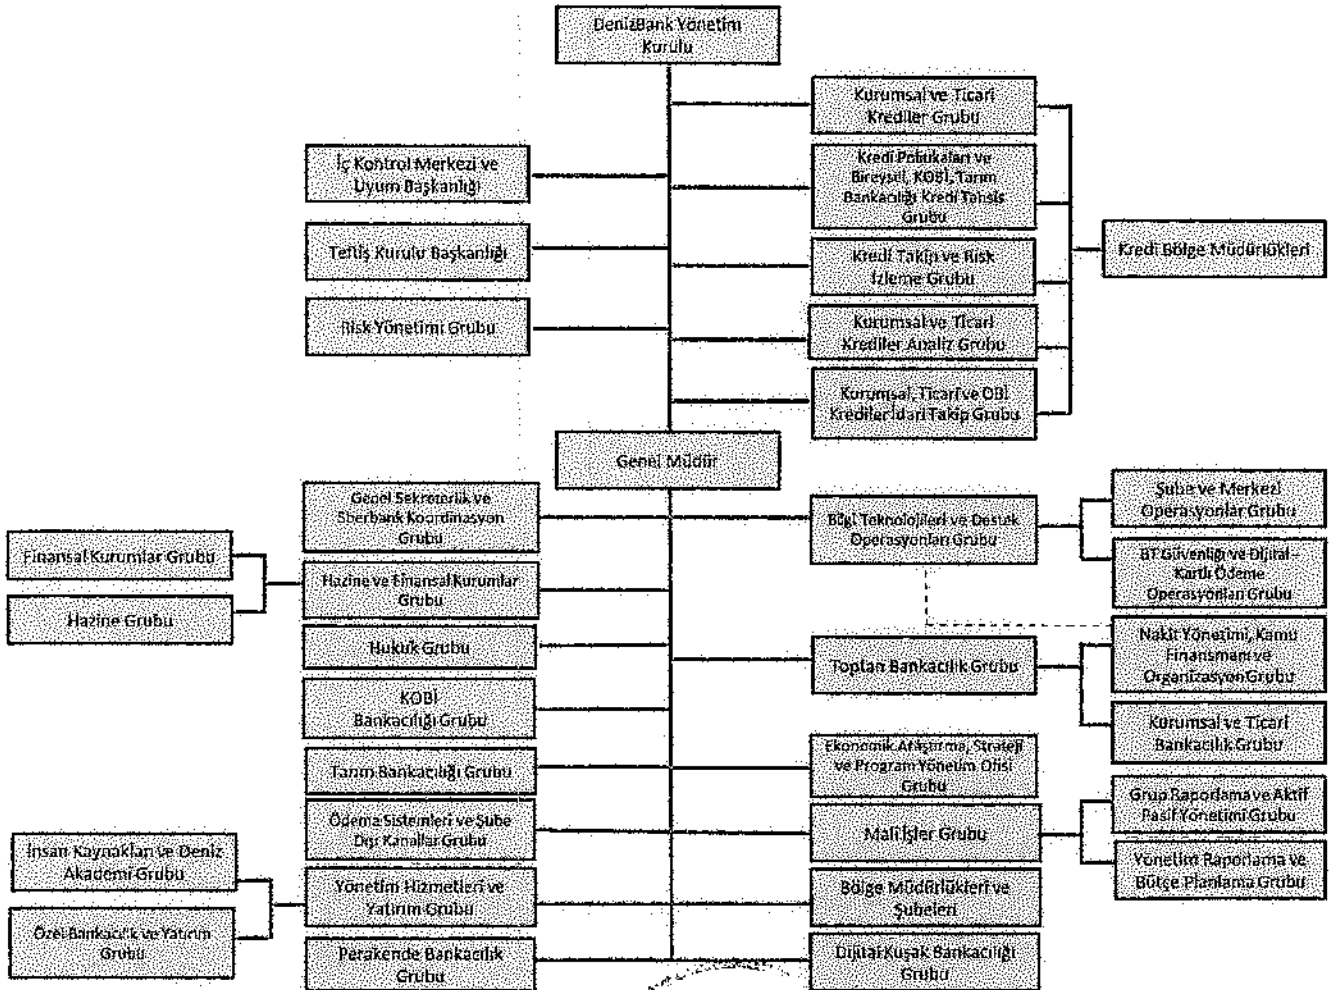 DenizBank Yönetim
Kurulu
Kurumsal ve Ticari
Krediler Grubu
İç Kontrol Merkezi ve
Uyum Başkanlığı
Kredi Politikaları ve
Bireysel, KOBİ, Tarım
Bankacılığı Kredi Tahsis
Grubu
Teftiş Kurulu Başkanlığı
Kredi Takip ve Risk
İzleme Grubu
Kredi Bölge Müdürlükleri
Risk Yönetimi Grubu
Kurumsal ve Ticari
Krediler Analiz Grubu
Kurumsal, Ticari ve OBİ
Krediler İdari Takip Grubu
Genel Müdür
Genel Sekreterlik ve
Sberbank Koordinasyon
Grubu
Bilgi Teknolojileri ve Destek
Operasyonları Grubu
Şube ve Merkezi
Operasyonlar Grubu
BT Güvenliği ve Dijital –
Kartlı Ödeme
Operasyonları Grubu
Finansal Kurumlar Grubu
Hazine Grubu
Hazine ve Finansal Kurumlar
Grubu
Hukuk Grubu
Toptan Bankacılık Grubu
Nakit Yönetimi, Kamu
Finansmanı ve
Organizasyon Grubu
Kurumsal ve Ticari
Bankacılık Grubu
KOBİ
Bankacılığı Grubu
Tarım Bankacılığı Grubu
Ekonomik Araştırma, Strateji
ve Program Yönetim Ofisi
Grubu
Ödeme Sistemleri ve Şube
Dışı Kanallar Grubu
Mali İşler Grubu
Grup Raporlama ve Aktif
Pasif Yönetimi Grubu
Yönetim Raporlama ve
Bütçe Planlama Grubu
İnsan Kaynakları ve Deniz
Akademi Grubu
Özel Bankacılık ve Yatırım
Grubu
Yönetim Hizmetleri ve
Yatırım Grubu
Bölge Müdürlükleri ve
Şubeleri
Perakende Bankacılık
Grubu
Dijital Kuşak Bankacılığı
Grubu